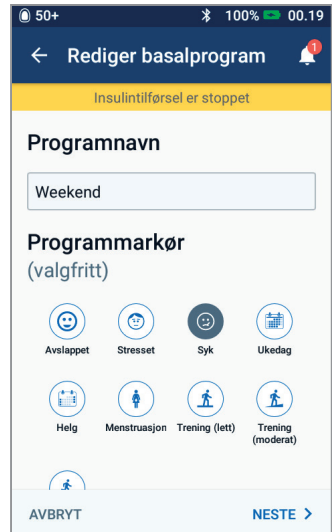 50+ 100% 00.19
Rediger basalprogram
1
Insulintilførsel er stoppet
Programnavn
Weekend
Programmarkør
(valgfritt)
Avslappet Stresset Syk Ukedag
Helg Menstruasjon Trening (lett) Trening
(moderat)
AVBRYT NESTE